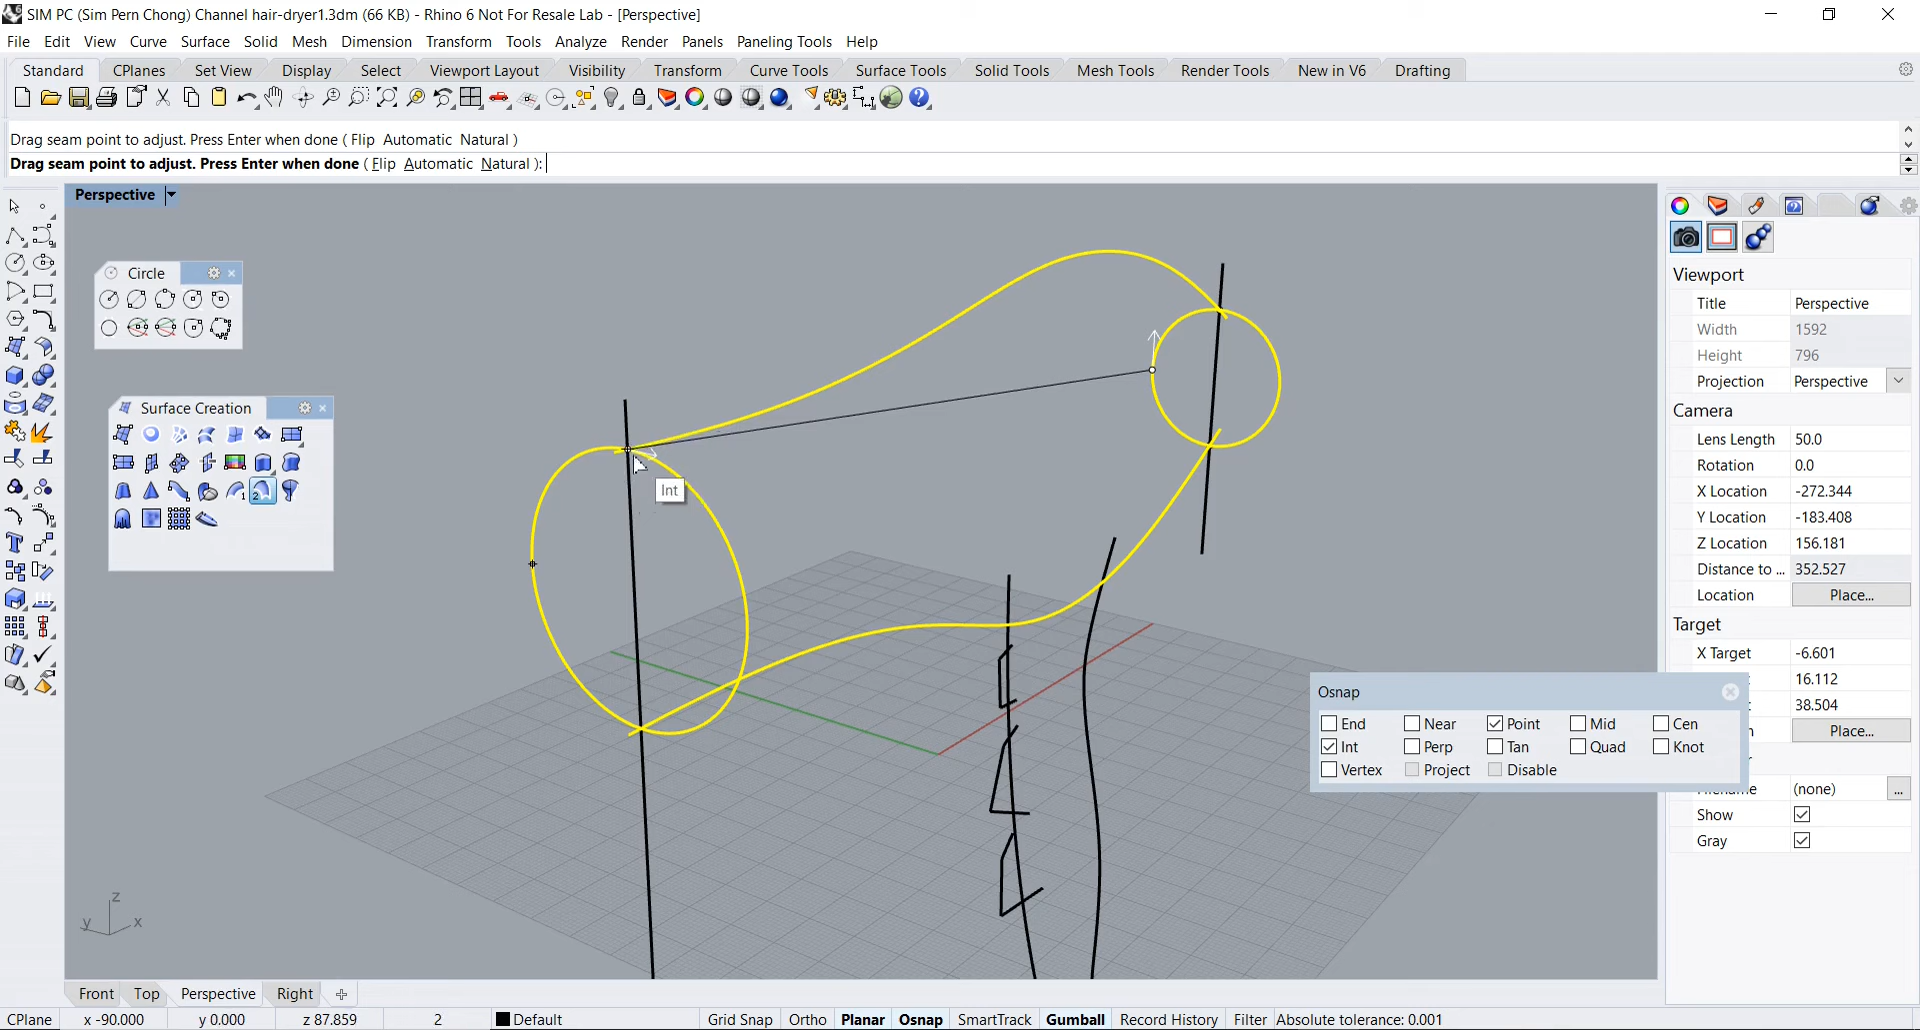 SIM PC (Sim Pern Chong) Channel hair-dryer1.3dm (66 KB) - Rhino 6 Not For Resale Lab - [Perspective]
File Edit View Curve Surface Solid Mesh Dimension Transform Tools Analyze Render Panels Paneling Tools Help
Standard CPlanes Set View Display Select Viewport Layout Visibility Transform Curve Tools Surface Tools Solid Tools Mesh Tools Render Tools New in V6 Drafting
Drag seam point to adjust. Press Enter when done ( Flip Automatic Natural )
Drag seam point to adjust. Press Enter when done ( Flip Automatic Natural ):
Perspective
Circle
Surface Creation
Int
z
y x
Osnap
End Near Point Mid Cen
Int Perp Tan Quad Knot
Vertex Project Disable
Viewport
Title Perspective
Width 1592
Height 796
Projection Perspective
Camera
Lens Length 50.0
Rotation 0.0
X Location -272.344
Y Location -183.408
Z Location 156.181
Distance to ... 352.527
Location Place...
Target
X Target -6.601
16.112
38.504
Place...
(none) ...
Show
Gray
Front Top Perspective Right
CPlane x -90.000 y 0.000 z 87.859 2 Default Grid Snap Ortho Planar Osnap SmartTrack Gumball Record History Filter Absolute tolerance: 0.001